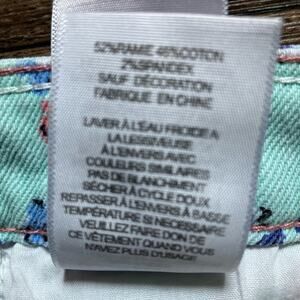 52%RAMIE 46%COTON
2%SPANDEX
SAUF DÉCORATION
FABRIQUE EN CHINE
LAVER À L'EAU FROIDE A
LA LESSIVEUSE
À L'ENVERS AVEC
COULEURS SIMILAIRES
PAS DE BLANCHIMENT
SÉCHER À CYCLE DOUX
REPASSER À L'ENVERS À BASSE
TEMPÉRATURE SI NECESSAIRE
VEUILLEZ FAIRE DON DE
CE VÊTEMENT QUAND VOUS
N'AVEZ PLUS D'USAGE